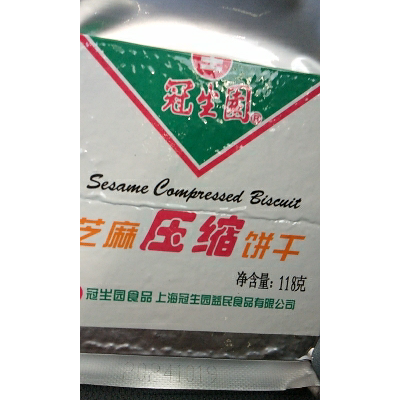 冠生園®
Sesame Compressed Biscuit
芝麻压缩饼干
净含量：118克
冠生园食品 上海冠生园益民食品有限公司